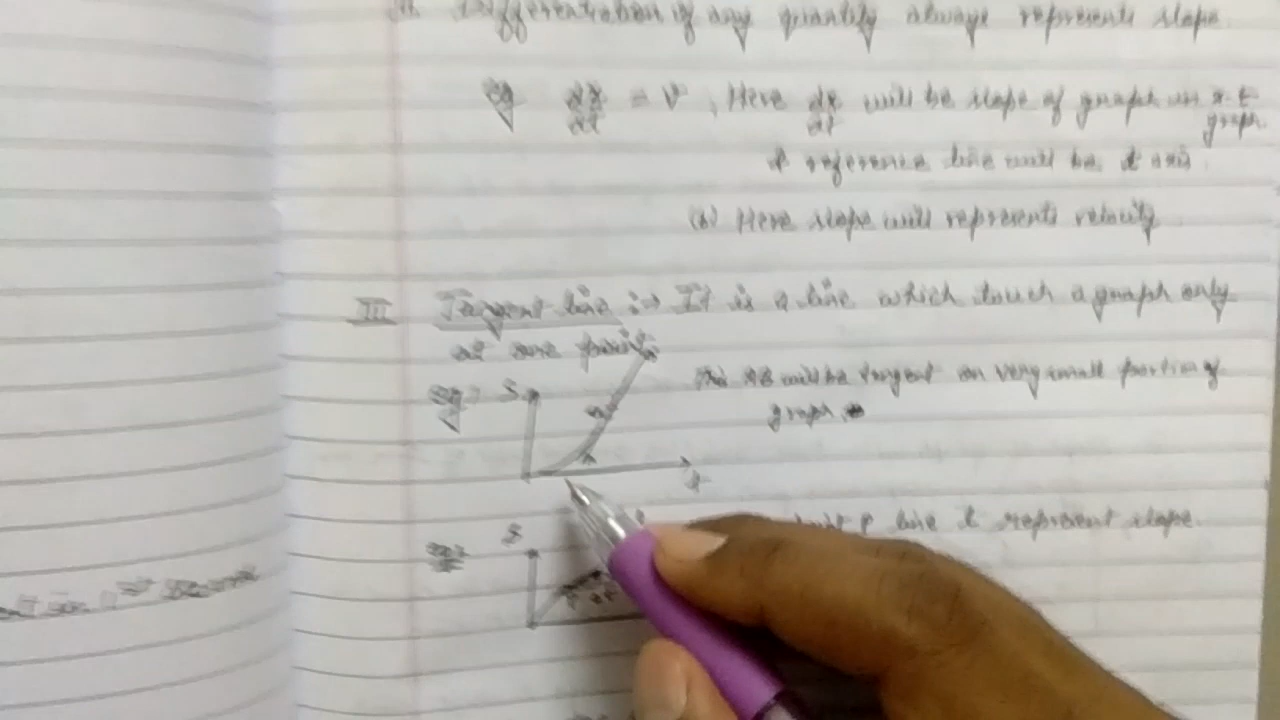 Differentiation of any quantity always represents slope
eg dx/dt = v, Here dx/dt will be slope of graph on x-t graph
& reference line will be t axis.
(b) Here slope will represents velocity
III Tangent line :→ It is a line which touch a graph only
at one point.
eg S AB will be tangent on very small portion of
graph.
t
line & represent slope.
S